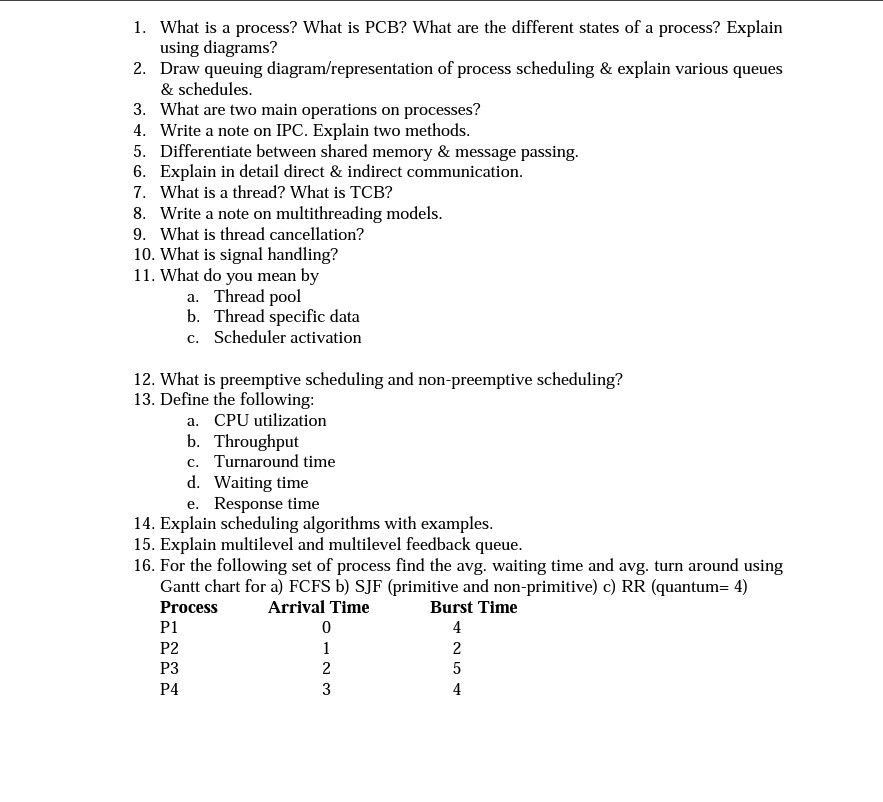 1. What is a process? What is PCB? What are the different states of a process? Explain
using diagrams?
2. Draw queuing diagram/representation of process scheduling & explain various queues
& schedules.
3. What are two main operations on processes?
4. Write a note on IPC. Explain two methods.
5. Differentiate between shared memory & message passing.
6. Explain in detail direct & indirect communication.
7. What is a thread? What is TCB?
8. Write a note on multithreading models.
9. What is thread cancellation?
10. What is signal handling?
11. What do you mean by
a. Thread pool
b. Thread specific data
c. Scheduler activation
12. What is preemptive scheduling and non-preemptive scheduling?
13. Define the following:
a. CPU utilization
b. Throughput
c. Turnaround time
d. Waiting time
e. Response time
14. Explain scheduling algorithms with examples.
15. Explain multilevel and multilevel feedback queue.
16. For the following set of process find the avg. waiting time and avg. turn around using
Gantt chart for a) FCFS b) SJF (primitive and non-primitive) c) RR (quantum= 4)
Process Arrival Time Burst Time
P1 0 4
P2 1 2
P3 2 5
P4 3 4